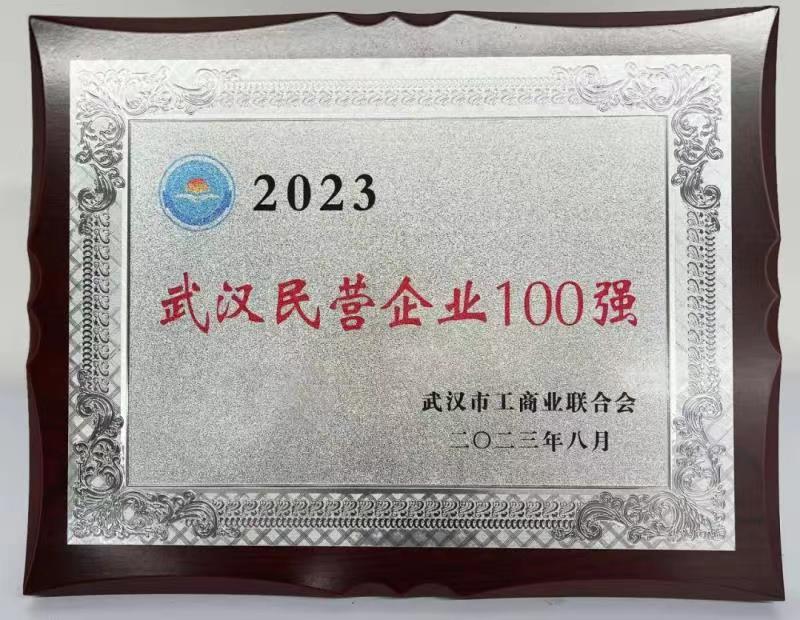 2023
武汉民营企业100强
武汉市工商业联合会
二〇二三年八月